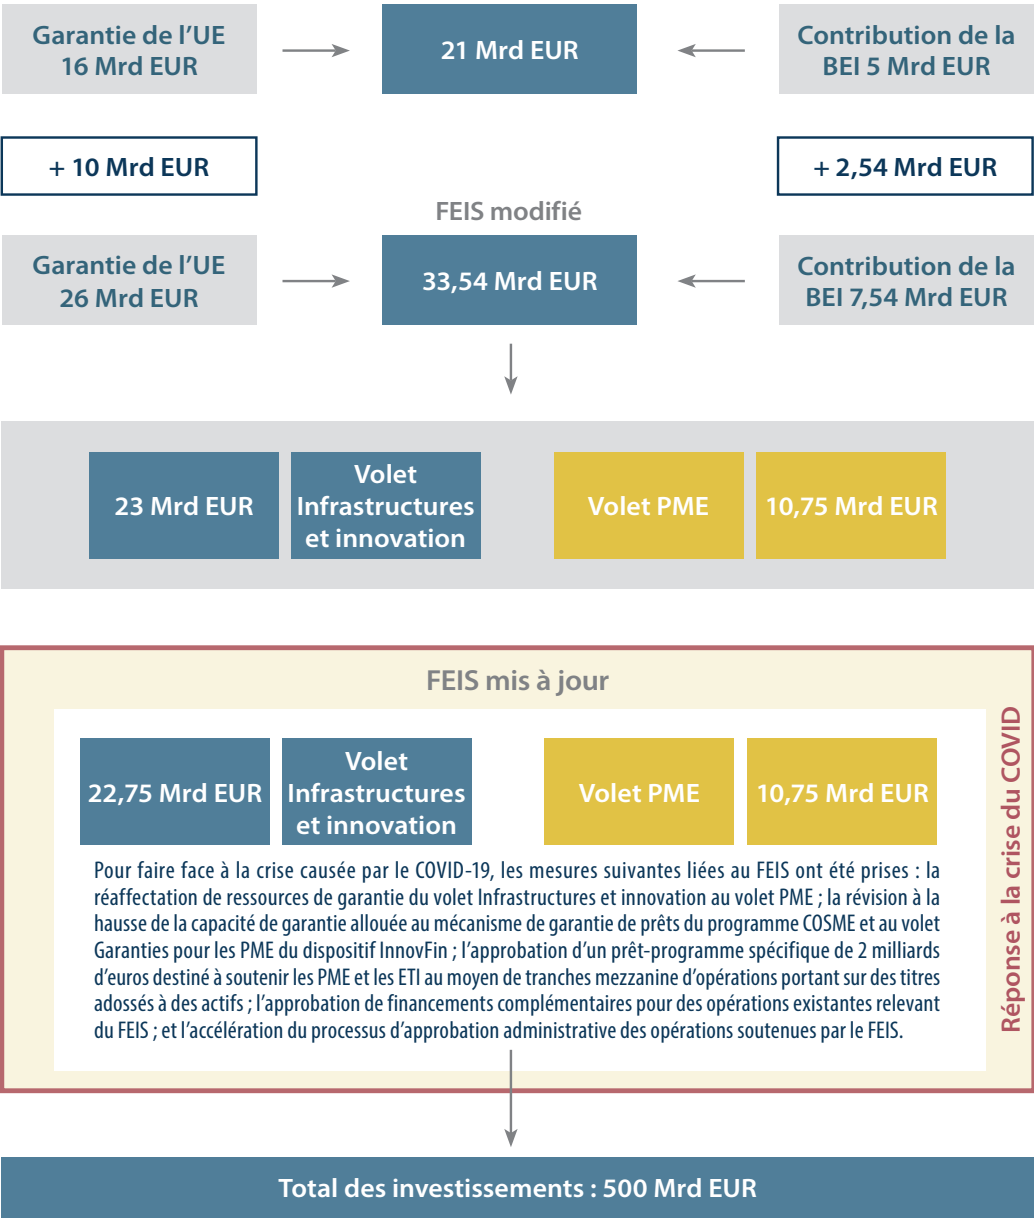 Garantie de l'UE
16 Mrd EUR
21 Mrd EUR
Contribution de la
BEI 5 Mrd EUR
+ 10 Mrd EUR
+ 2,54 Mrd EUR
FEIS modifié
Garantie de l'UE
26 Mrd EUR
33,54 Mrd EUR
Contribution de la
BEI 7,54 Mrd EUR
23 Mrd EUR
Volet
Infrastructures
et innovation
Volet PME
10,75 Mrd EUR
FEIS mis à jour
22,75 Mrd EUR
Volet
Infrastructures
et innovation
Volet PME
10,75 Mrd EUR
Pour faire face à la crise causée par le COVID-19, les mesures suivantes liées au FEIS ont été prises : la
réaffectation de ressources de garantie du volet Infrastructures et innovation au volet PME ; la révision à la
hausse de la capacité de garantie allouée au mécanisme de garantie de prêts du programme COSME et au volet
Garanties pour les PME du dispositif InnovFin ; l'approbation d'un prêt-programme spécifique de 2 milliards
d'euros destiné à soutenir les PME et les ETI au moyen de tranches mezzanine d'opérations portant sur des titres
adossés à des actifs ; l'approbation de financements complémentaires pour des opérations existantes relevant
du FEIS ; et l'accélération du processus d'approbation administrative des opérations soutenues par le FEIS.
Réponse à la crise du COVID
Total des investissements : 500 Mrd EUR